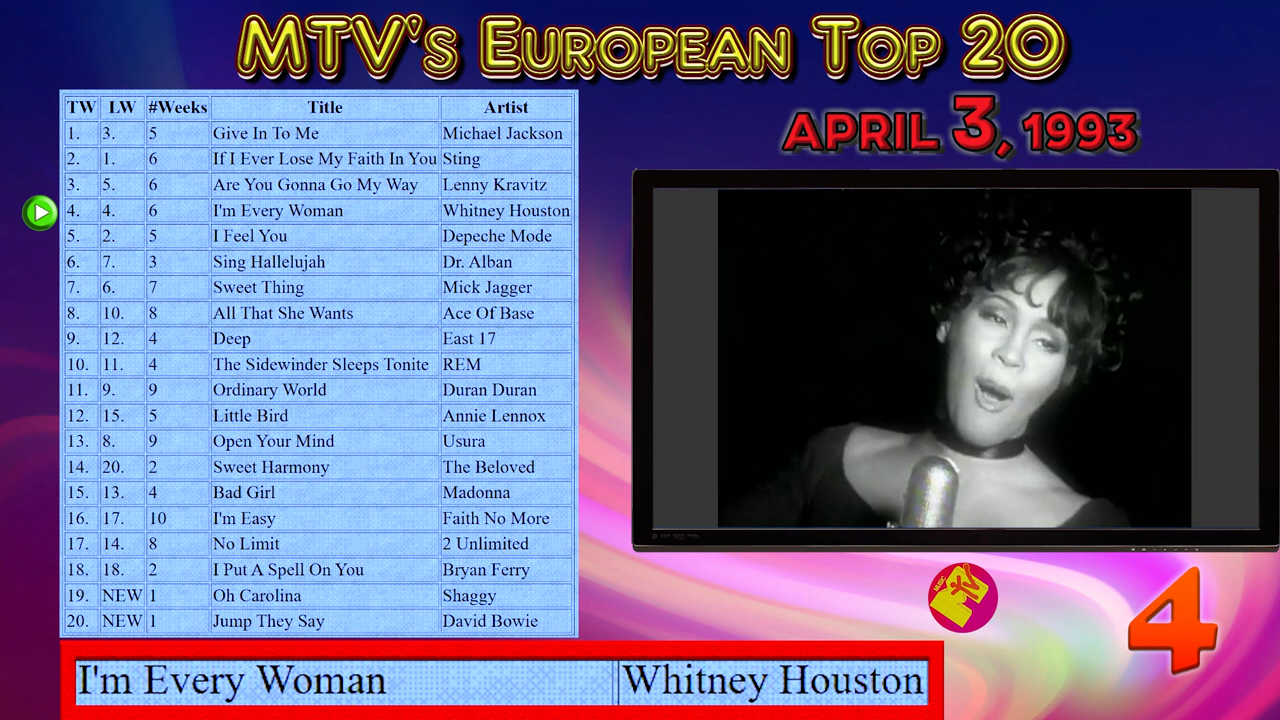 MTV's European Top 20
April 3, 1993
TW LW #Weeks Title Artist
1. 3. 5 Give In To Me Michael Jackson
2. 1. 6 If I Ever Lose My Faith In You Sting
3. 5. 6 Are You Gonna Go My Way Lenny Kravitz
4. 4. 6 I'm Every Woman Whitney Houston
5. 2. 5 I Feel You Depeche Mode
6. 7. 3 Sing Hallelujah Dr. Alban
7. 6. 7 Sweet Thing Mick Jagger
8. 10. 8 All That She Wants Ace Of Base
9. 12. 4 Deep East 17
10. 11. 4 The Sidewinder Sleeps Tonite REM
11. 9. 9 Ordinary World Duran Duran
12. 15. 5 Little Bird Annie Lennox
13. 8. 9 Open Your Mind Usura
14. 20. 2 Sweet Harmony The Beloved
15. 13. 4 Bad Girl Madonna
16. 17. 10 I'm Easy Faith No More
17. 14. 8 No Limit 2 Unlimited
18. 18. 2 I Put A Spell On You Bryan Ferry
19. NEW 1 Oh Carolina Shaggy
20. NEW 1 Jump They Say David Bowie
MUSIC TV
4
I'm Every Woman Whitney Houston